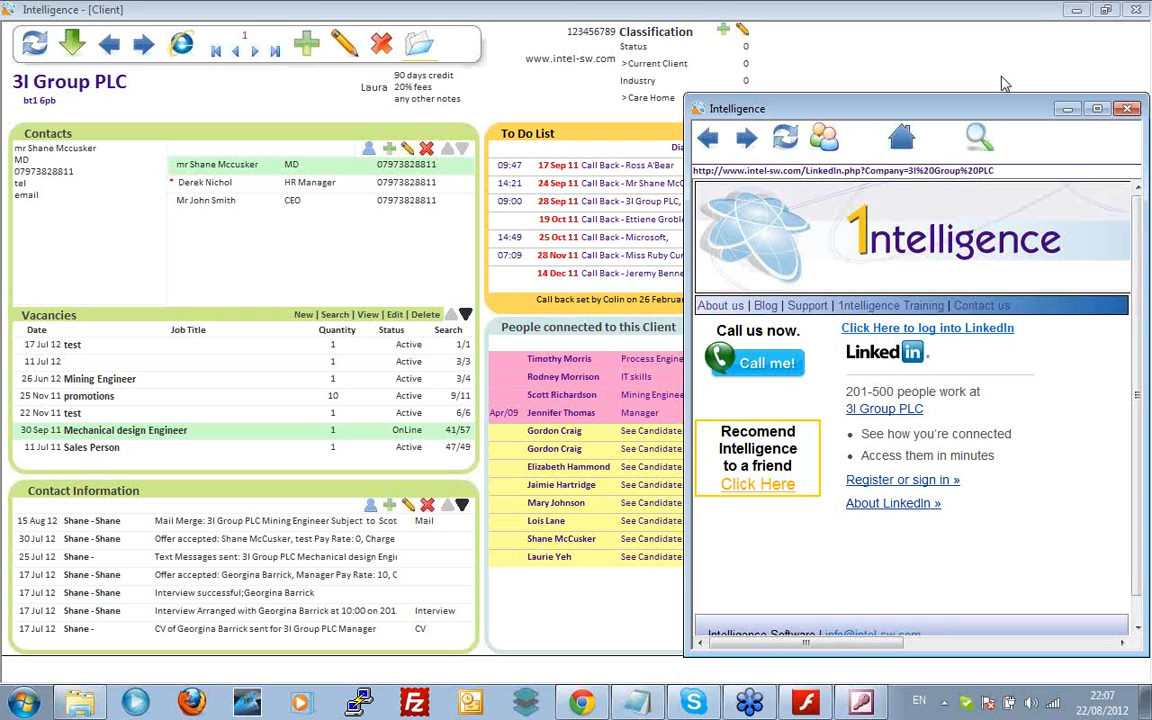 Intelligence - [Client]
1
123456789 Classification
Status 0
www.intel-sw.com
>Current Client 0
Industry 0
>Care Home
3I Group PLC
bt1 6pb
Laura
90 days credit
20% fees
any other notes
Contacts
mr Shane Mccusker
MD
07973828811
tel
email
mr Shane Mccusker MD 07973828811
* Derek Nichol HR Manager 07973828811
Mr John Smith CEO 07973828811
Vacancies New | Search | View | Edit | Delete
Date Job Title Quantity Status Search
17 Jul 12 test 1 Active 1/1
11 Jul 12 1 Active 3/3
26 Jun 12 Mining Engineer 1 Active 3/4
25 Nov 11 promotions 10 Active 9/11
22 Nov 11 test 1 Active 6/6
30 Sep 11 Mechanical design Engineer 1 OnLine 41/57
11 Jul 11 Sales Person 1 Active 47/49
Contact Information
15 Aug 12 Shane - Shane Mail Merge: 3I Group PLC Mining Engineer Subject to Scot Mail
30 Jul 12 Shane - Shane Offer accepted: Shane McCusker, test Pay Rate: 0, Charge
25 Jul 12 Shane - Text Messages sent: 3I Group PLC Mechanical design Engi
17 Jul 12 Shane - Shane Offer accepted: Georgina Barrick, Manager Pay Rate: 10, C
17 Jul 12 Shane - Shane Interview successful;Georgina Barrick
17 Jul 12 Shane - Shane Interview Arranged with Georgina Barrick at 10:00 on 201 Interview
17 Jul 12 Shane - CV of Georgina Barrick sent for 3I Group PLC Manager CV
To Do List
Dia
09:47 17 Sep 11 Call Back - Ross A'Bear
14:21 24 Sep 11 Call Back - Mr Shane McC
09:00 28 Sep 11 Call Back - 3I Group PLC,
19 Oct 11 Call Back - Ettiene Grobl
14:49 25 Oct 11 Call Back - Microsoft,
07:09 28 Nov 11 Call Back - Miss Ruby Cur
14 Dec 11 Call Back - Jeremy Benne
Call back set by Colin on 26 Februar
People connected to this Client
Timothy Morris Process Engine
Rodney Morrison IT skills
Scott Richardson Mining Enginee
Apr/09 Jennifer Thomas Manager
Gordon Craig See Candidate
Gordon Craig See Candidate
Elizabeth Hammond See Candidate
Jaimie Hartridge See Candidate
Mary Johnson See Candidate
Lois Lane See Candidate
Shane McCusker See Candidate
Laurie Yeh See Candidate
Intelligence
http://www.intel-sw.com/LinkedIn.php?Company=3I%20Group%20PLC
1ntelligence
About us | Blog | Support | 1ntelligence Training | Contact us
Call us now.
Call me!
Recomend
Intelligence
to a friend
Click Here
Click Here to log into LinkedIn
Linked in.
201-500 people work at
3I Group PLC
See how you're connected
Access them in minutes
Register or sign in »
About LinkedIn »
Intelligence Software | info@intel-sw.com
EN
22:07
22/08/2012